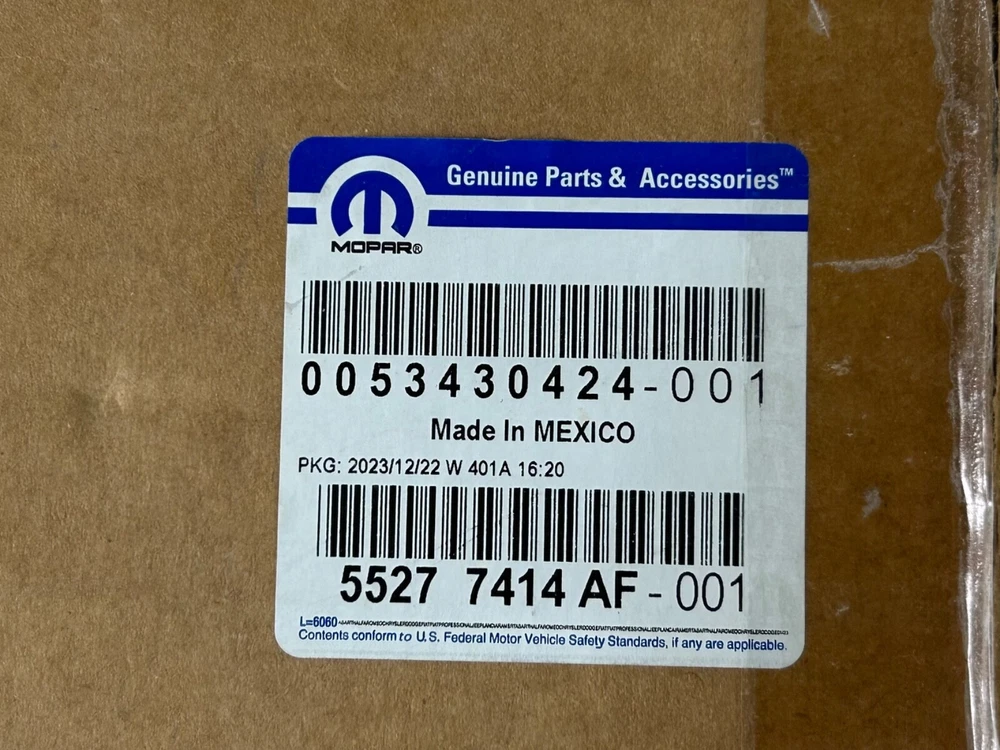 Genuine Parts & Accessories™
MOPAR®
0053430424-001
Made In MEXICO
PKG: 2023/12/22 W 401A 16:20
5527 7414 AF - 001
L=6060
Contents conform to U.S. Federal Motor Vehicle Safety Standards, if any are applicable.